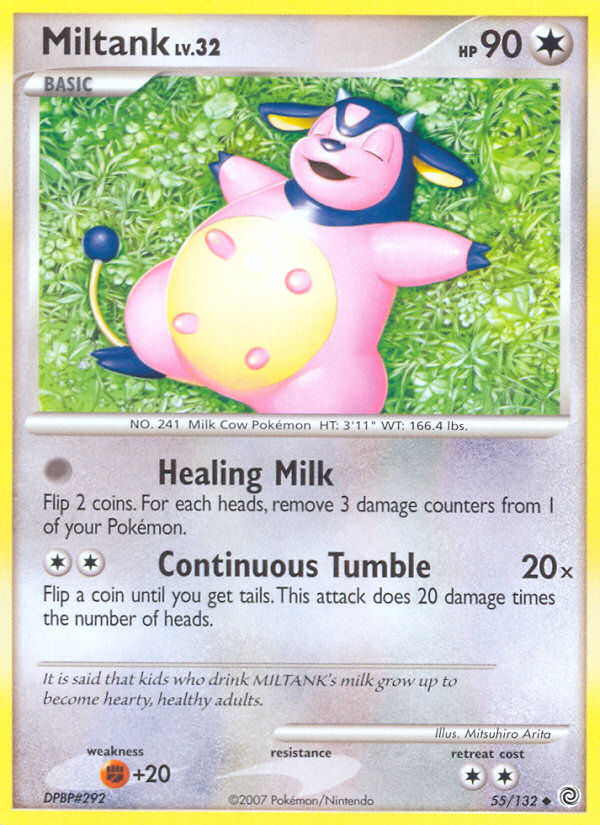 Miltank LV.32
HP 90
BASIC
NO. 241 Milk Cow Pokémon HT: 3'11" WT: 166.4 lbs.
Healing Milk
Flip 2 coins. For each heads, remove 3 damage counters from 1
of your Pokémon.
Continuous Tumble 20x
Flip a coin until you get tails. This attack does 20 damage times
the number of heads.
It is said that kids who drink MILTANK's milk grow up to
become hearty, healthy adults.
Illus. Mitsuhiro Arita
weakness
resistance
retreat cost
+20
DPBP#292
©2007 Pokémon/Nintendo
55/132